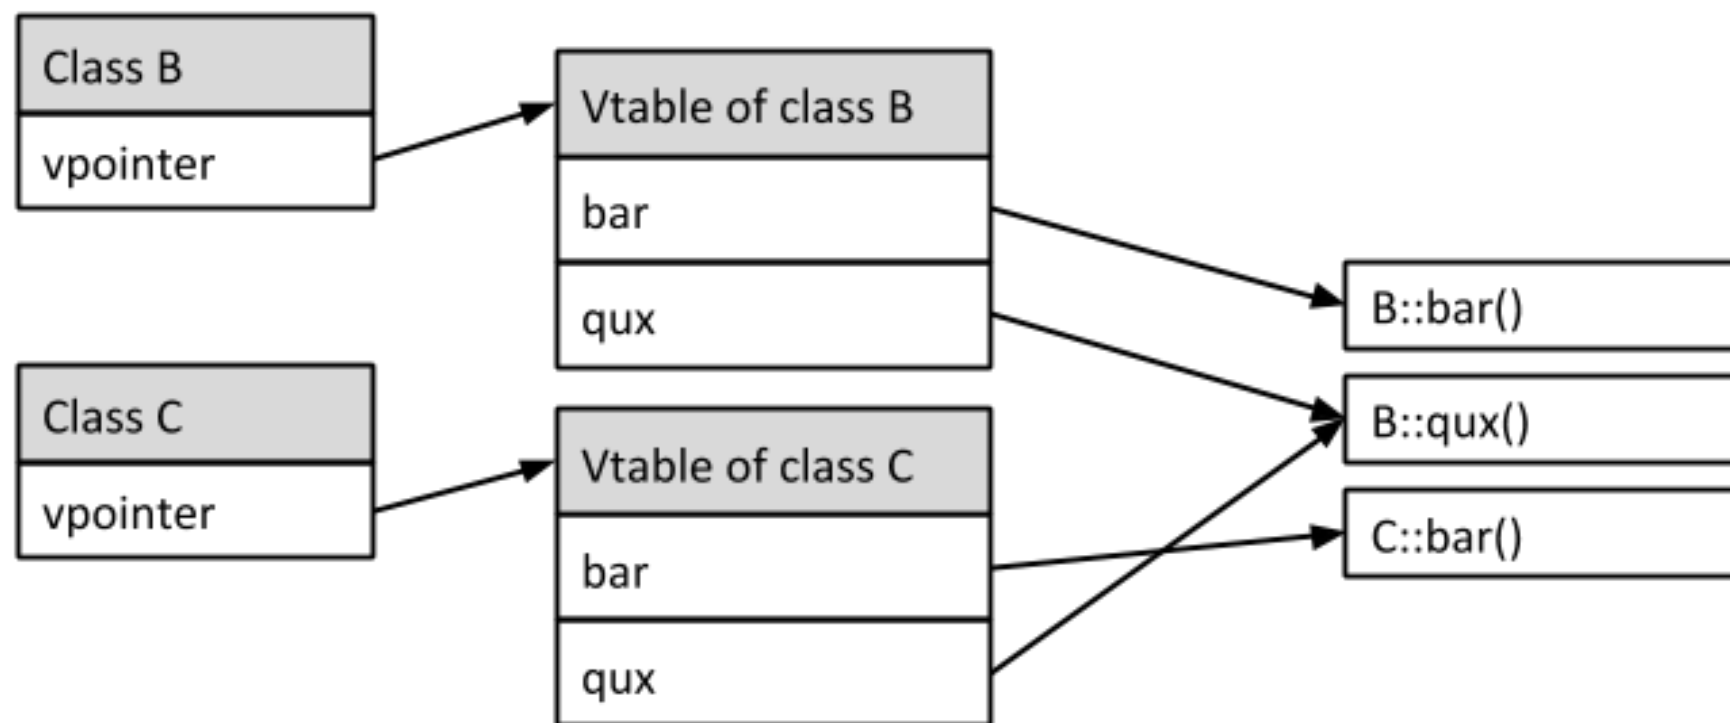 Class B
vpointer
Vtable of class B
bar
qux
Class C
vpointer
Vtable of class C
bar
qux
B::bar()
B::qux()
C::bar()